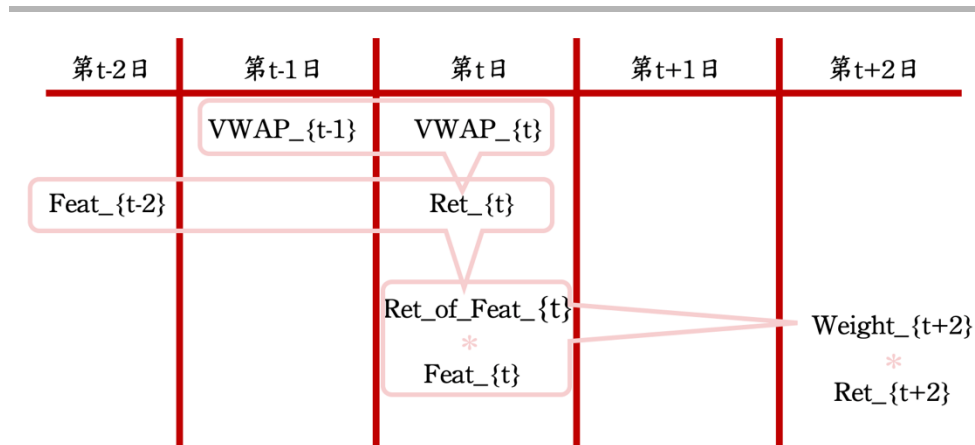 第t-2日 第t-1日 第t日 第t+1日 第t+2日
VWAP_{t-1} VWAP_{t}
Feat_{t-2} Ret_{t}
Ret_of_Feat_{t}
*
Feat_{t}
Weight_{t+2}
*
Ret_{t+2}